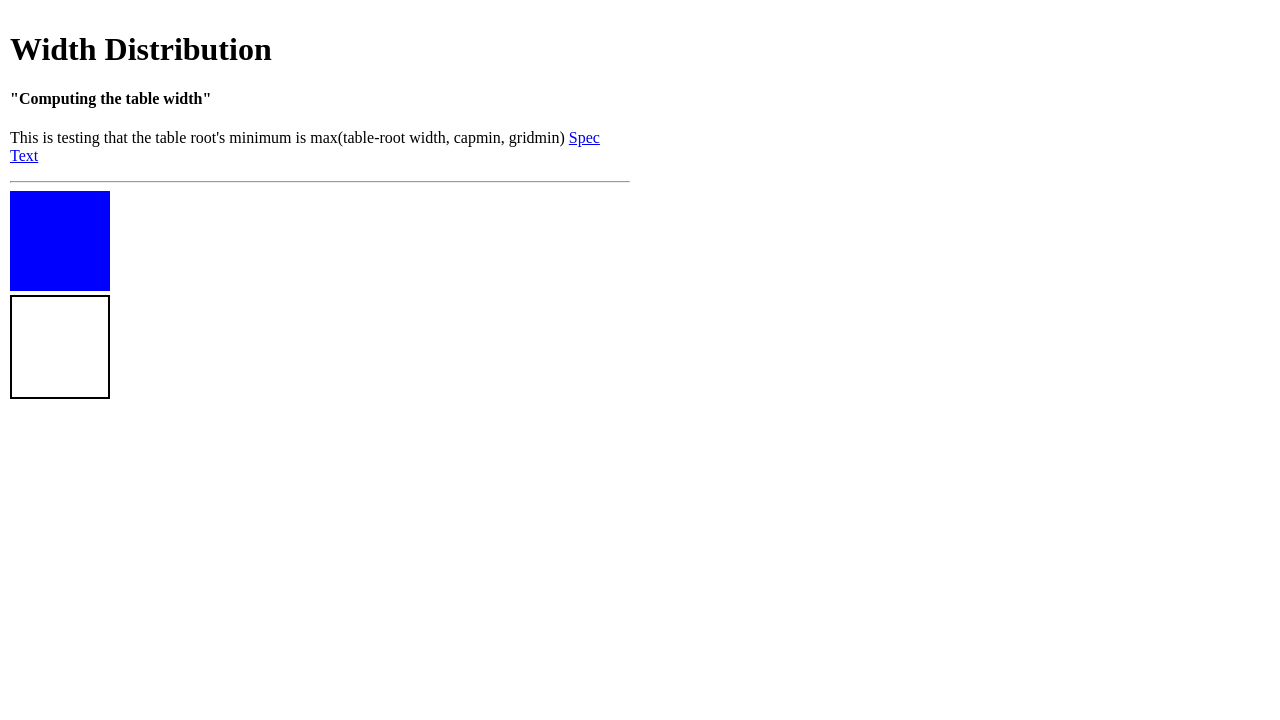 Width Distribution
"Computing the table width"
This is testing that the table root's minimum is max(table-root width, capmin, gridmin) Spec
Text